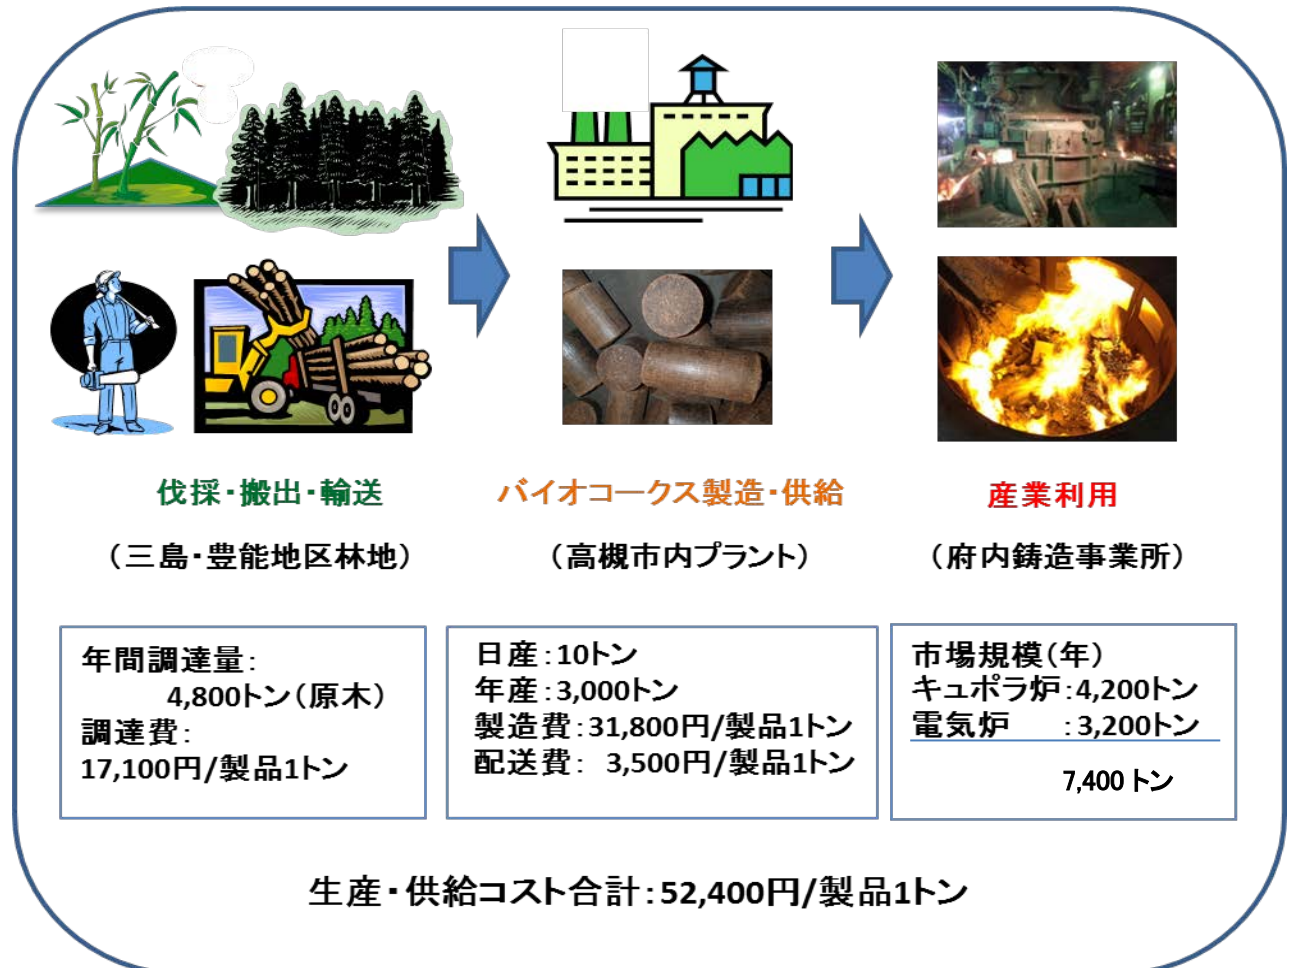 伐採・搬出・輸送
（三島・豊能地区林地）
バイオコークス製造・供給
（高槻市内プラント）
産業利用
（府内鋳造事業所）
年間調達量：
4,800トン（原木）
調達費：
17,100円/製品1トン
日産：10トン
年産：3,000トン
製造費：31,800円/製品1トン
配送費： 3,500円/製品1トン
市場規模（年）
キュポラ炉：4,200トン
電気炉　　：3,200トン
7,400 トン
生産・供給コスト合計：52,400円/製品1トン